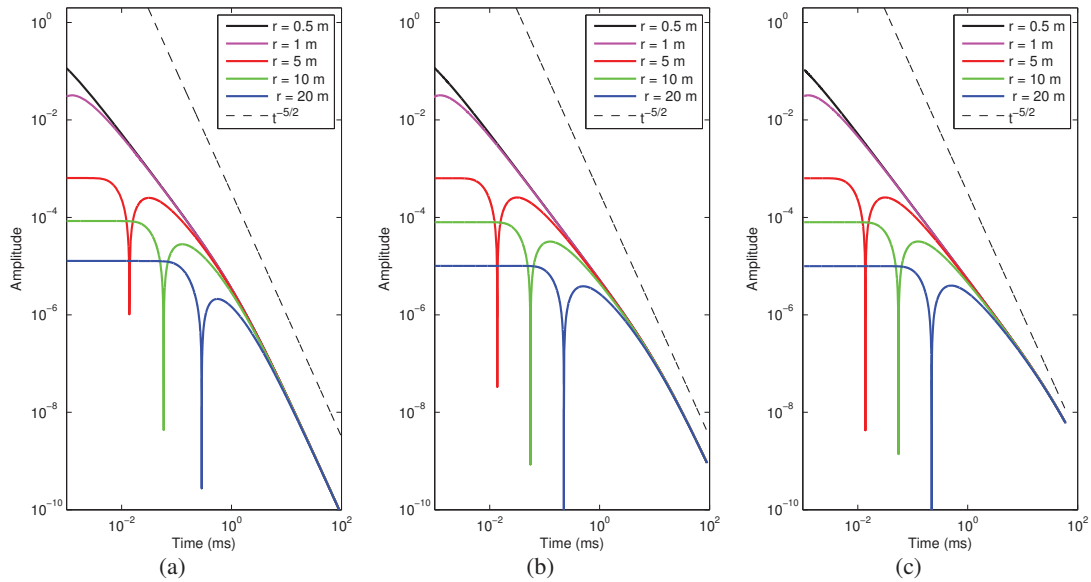 r = 0.5 m
r = 1 m
r = 5 m
r = 10 m
r = 20 m
t^−5/2
Amplitude
10^0
10^−2
10^−4
10^−6
10^−8
10^−10
10^−2
10^0
10^2
Time (ms)
(a)
r = 0.5 m
r = 1 m
r = 5 m
r = 10 m
r = 20 m
t^−5/2
Amplitude
10^0
10^−2
10^−4
10^−6
10^−8
10^−10
10^−2
10^0
10^2
Time (ms)
(b)
r = 0.5 m
r = 1 m
r = 5 m
r = 10 m
r = 20 m
t^−5/2
Amplitude
10^0
10^−2
10^−4
10^−6
10^−8
10^−10
10^−2
10^0
10^2
Time (ms)
(c)